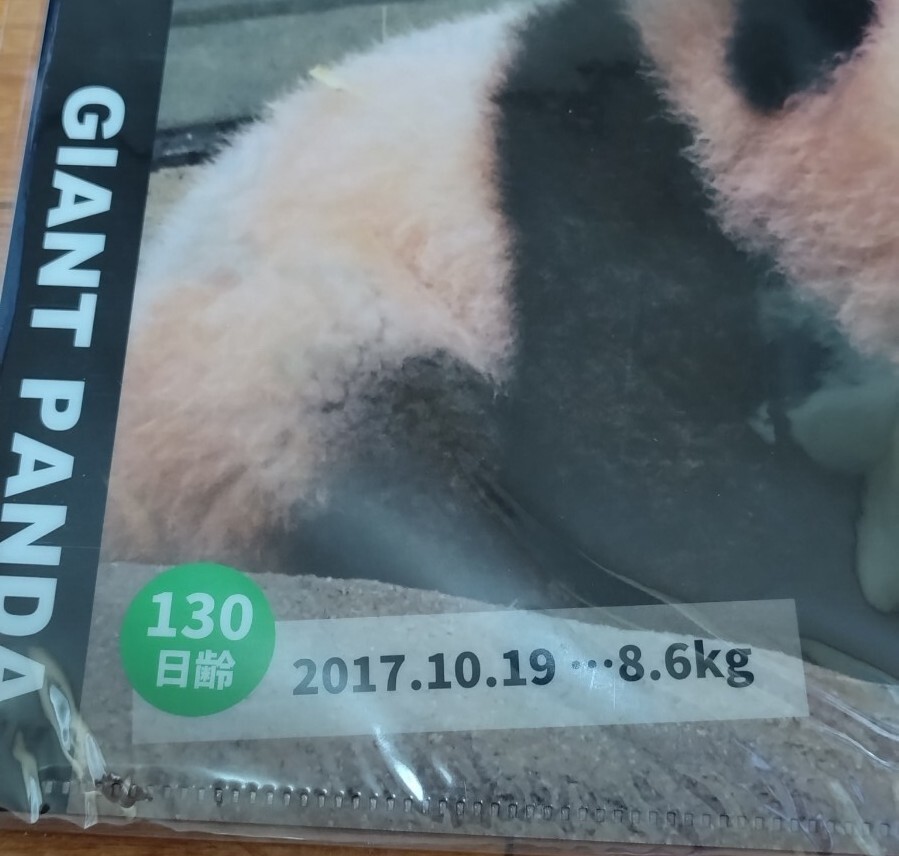 GIANT PANDA
130
日齢
2017.10.19 …8.6kg